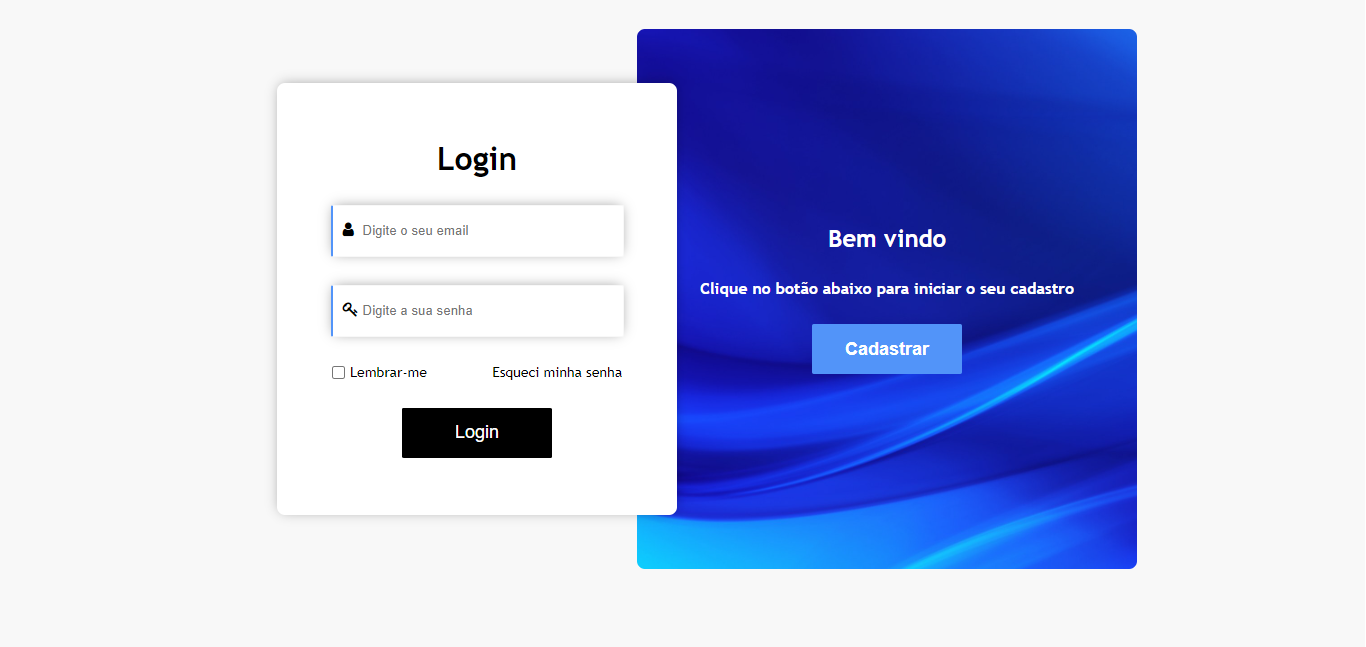 Login
Digite o seu email
Digite a sua senha
Lembrar-me
Esqueci minha senha
Login
Bem vindo
Clique no botão abaixo para iniciar o seu cadastro
Cadastrar